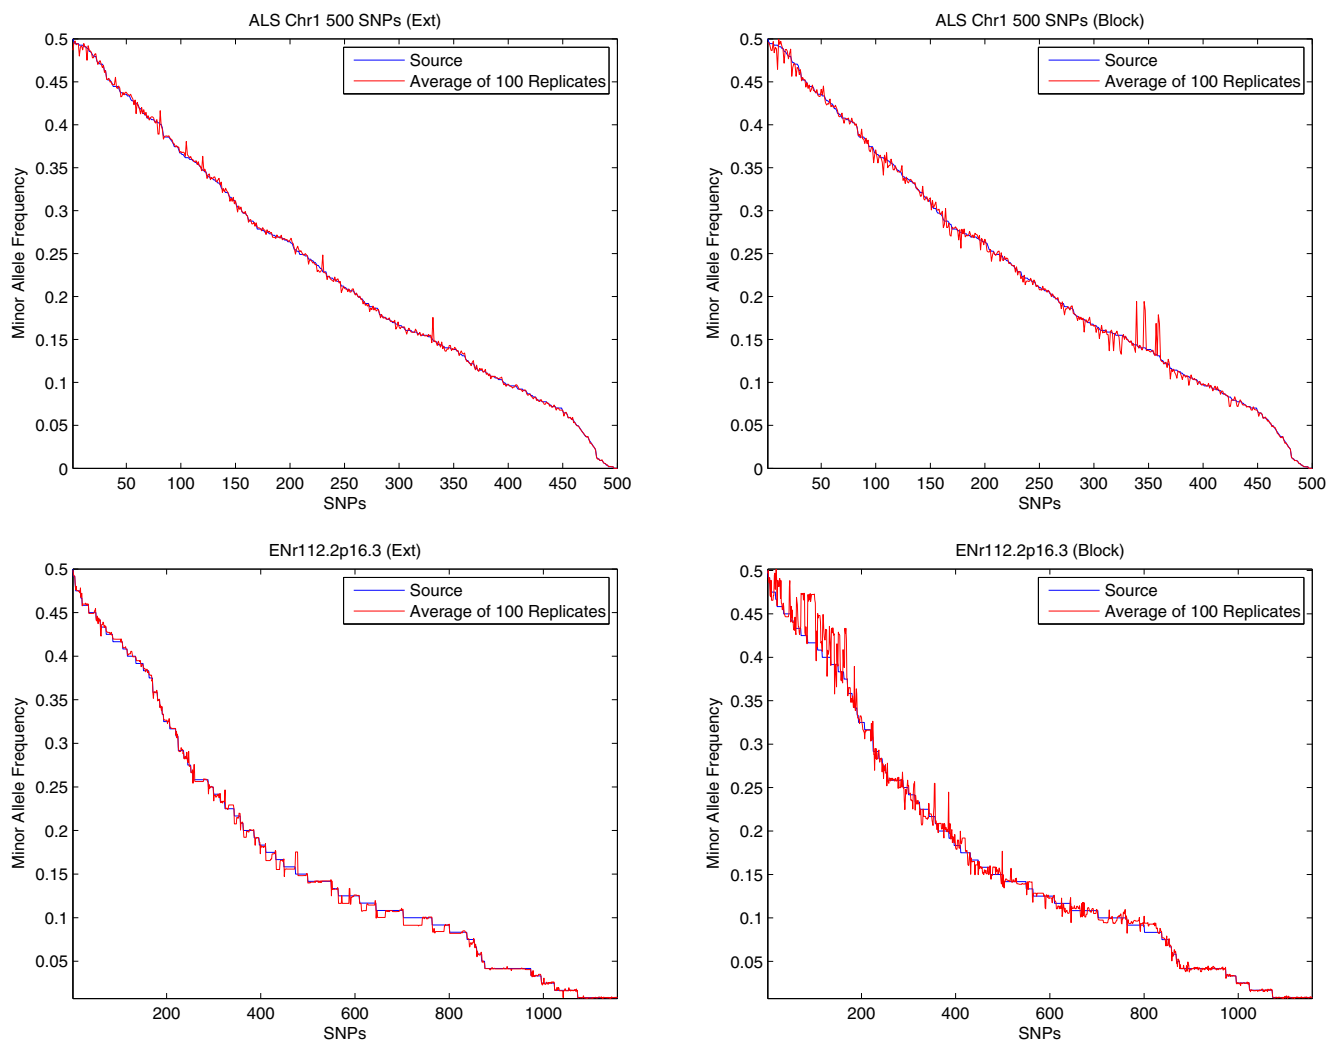 ALS Chr1 500 SNPs (Ext)
0.5
0.45
0.4
0.35
0.3
0.25
0.2
0.15
0.1
0.05
0
Minor Allele Frequency
Source
Average of 100 Replicates
50 100 150 200 250 300 350 400 450 500
SNPs
ALS Chr1 500 SNPs (Block)
0.5
0.45
0.4
0.35
0.3
0.25
0.2
0.15
0.1
0.05
0
Minor Allele Frequency
Source
Average of 100 Replicates
50 100 150 200 250 300 350 400 450 500
SNPs
ENr112.2p16.3 (Ext)
0.5
0.45
0.4
0.35
0.3
0.25
0.2
0.15
0.1
0.05
Minor Allele Frequency
Source
Average of 100 Replicates
200 400 600 800 1000
SNPs
ENr112.2p16.3 (Block)
0.5
0.45
0.4
0.35
0.3
0.25
0.2
0.15
0.1
0.05
Minor Allele Frequency
Source
Average of 100 Replicates
200 400 600 800 1000
SNPs